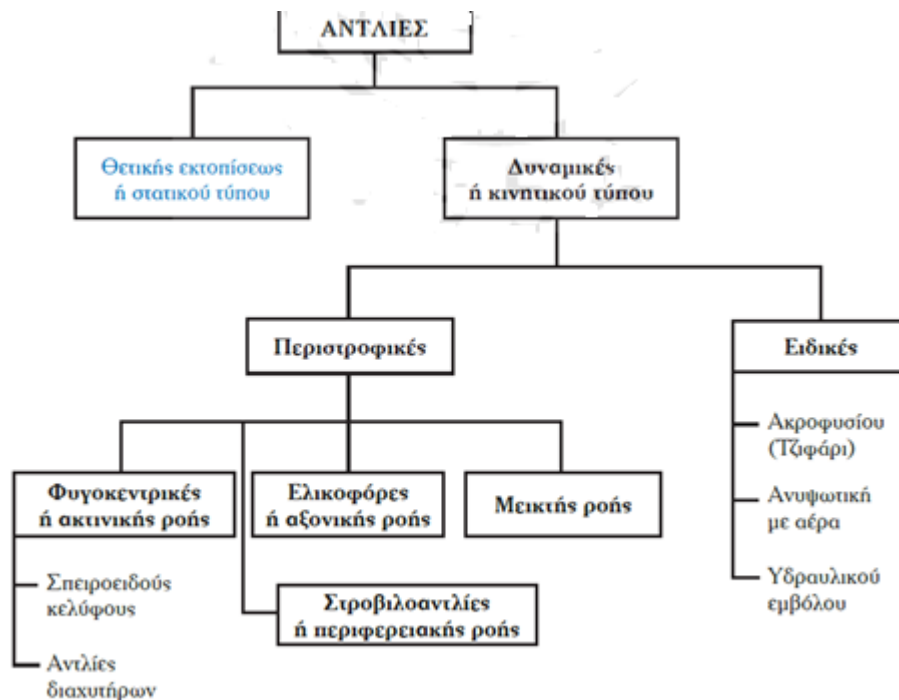 ΑΝΤΛΙΕΣ
Θετικής εκτοπίσεως
ή στατικού τύπου
Δυναμικές
ή κινητικού τύπου
Περιστροφικές
Ειδικές
Ακροφυσίου
(Τζιφάρι)
Ανυψωτική
με αέρα
Υδραυλικού
εμβόλου
Φυγοκεντρικές
ή ακτινικής ροής
Ελικοφόρες
ή αξονικής ροής
Μεικτής ροής
Σπειροειδούς
κελύφους
Στροβιλοαντλίες
ή περιφερειακής ροής
Αντλίες
διαχυτήρων